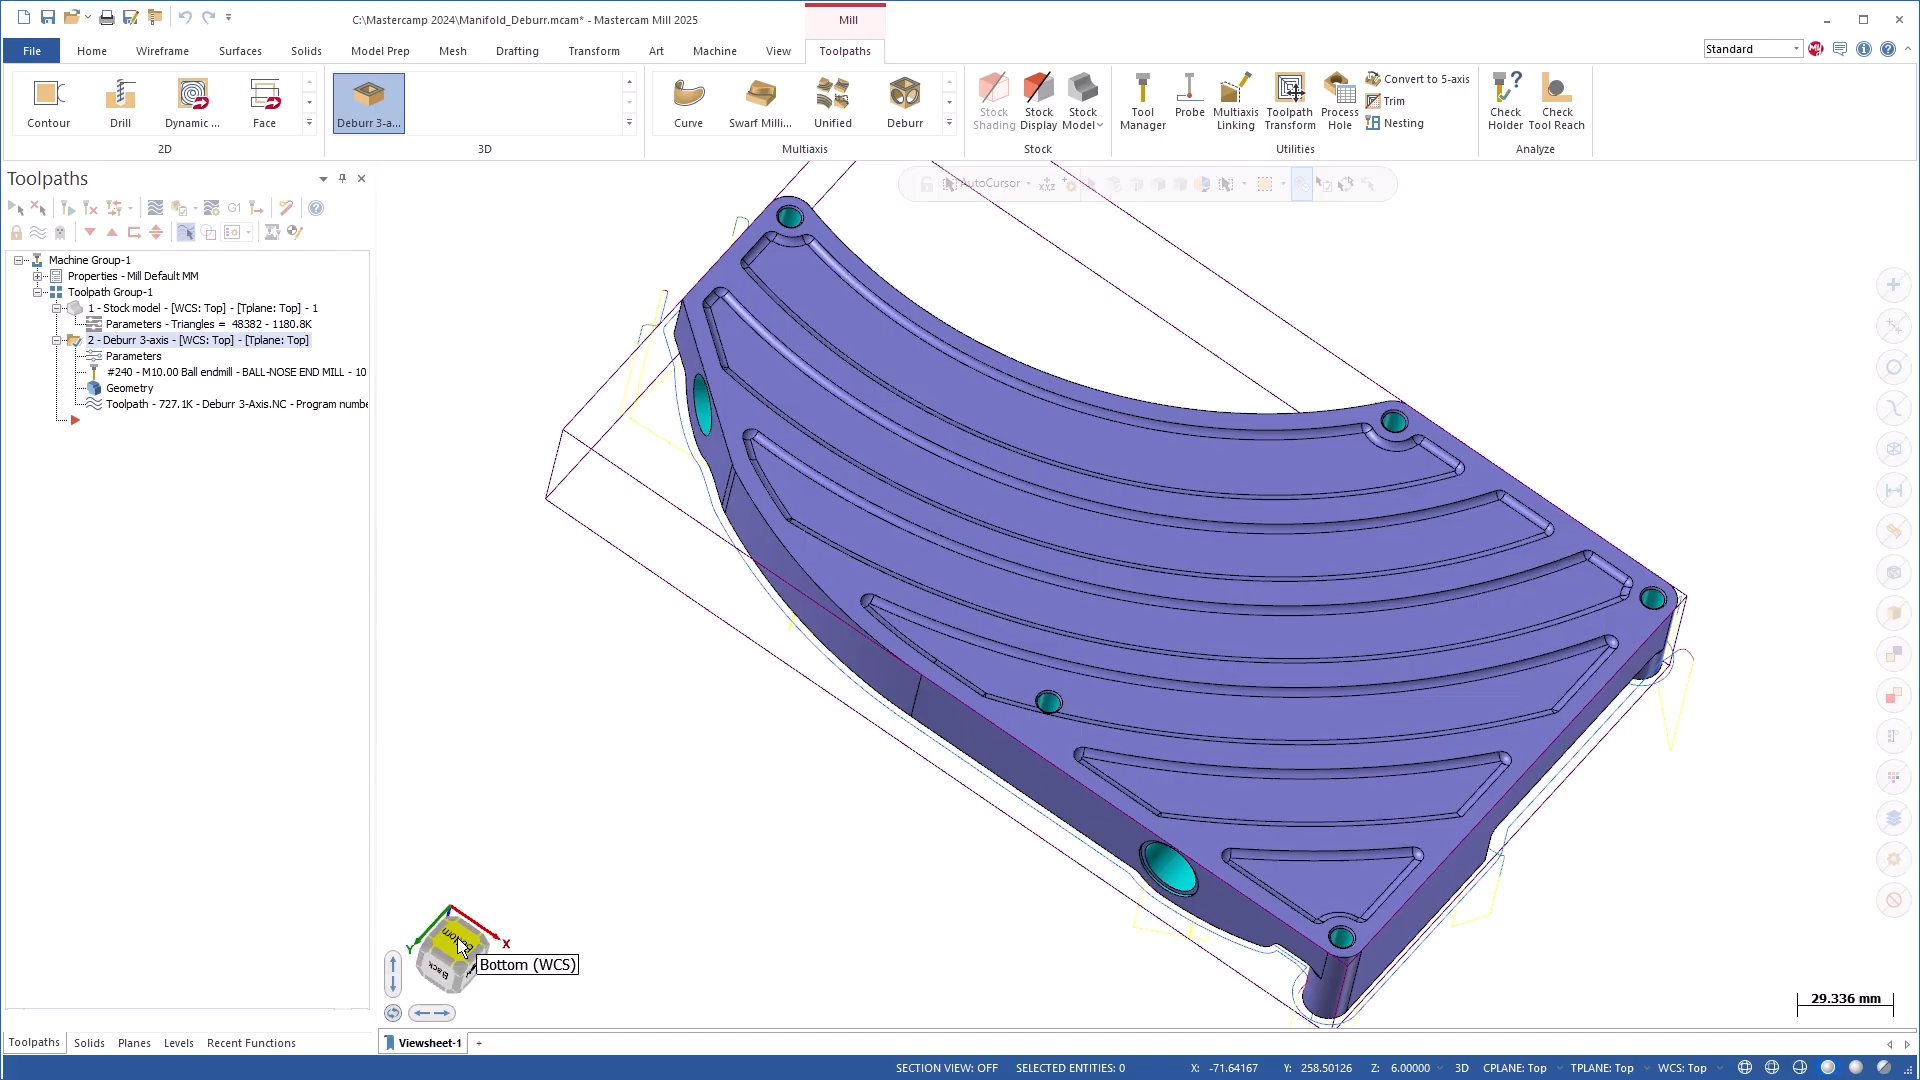 C:\Mastercamp 2024\Manifold_Deburr.mcam* - Mastercam Mill 2025
Mill
File
Home
Wireframe
Surfaces
Solids
Model Prep
Mesh
Drafting
Transform
Art
Machine
View
Toolpaths
Standard
Contour
Drill
Dynamic ...
Face
2D
Deburr 3-a...
3D
Curve
Swarf Milli...
Unified
Deburr
Multiaxis
Stock Shading
Stock Display
Stock Model
Stock
Tool Manager
Probe
Multiaxis Linking
Toolpath Transform
Process Hole
Convert to 5-axis
Trim
Nesting
Utilities
Check Holder
Check Tool Reach
Analyze
Toolpaths
G1
AutoCursor
XYZ
Machine Group-1
Properties - Mill Default MM
Toolpath Group-1
1 - Stock model - [WCS: Top] - [Tplane: Top] - 1
Parameters - Triangles = 48382 - 1180.8K
2 - Deburr 3-axis - [WCS: Top] - [Tplane: Top]
Parameters
#240 - M10.00 Ball endmill - BALL-NOSE END MILL - 10
Geometry
Toolpath - 727.1K - Deburr 3-Axis.NC - Program numbe
X
Y
Bottom
Back
Bottom (WCS)
29.336 mm
Toolpaths
Solids
Planes
Levels
Recent Functions
Viewsheet-1
+
SECTION VIEW: OFF
SELECTED ENTITIES: 0
X: -71.64167
Y: 258.50126
Z: 6.00000
3D
CPLANE: Top
TPLANE: Top
WCS: Top